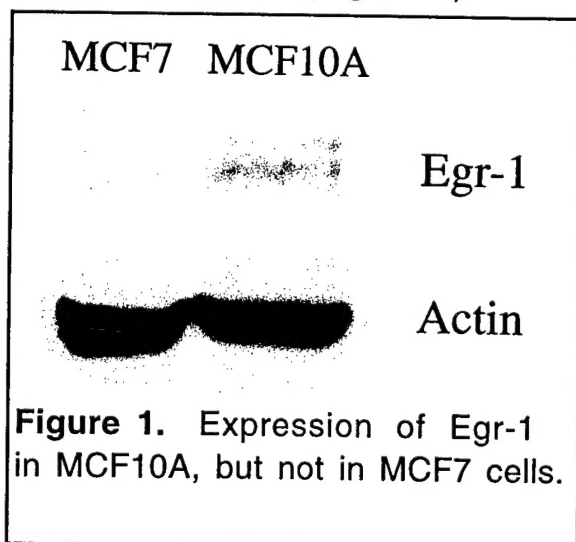 MCF7 MCF10A
Egr-1
Actin
Figure 1. Expression of Egr-1
in MCF10A, but not in MCF7 cells.